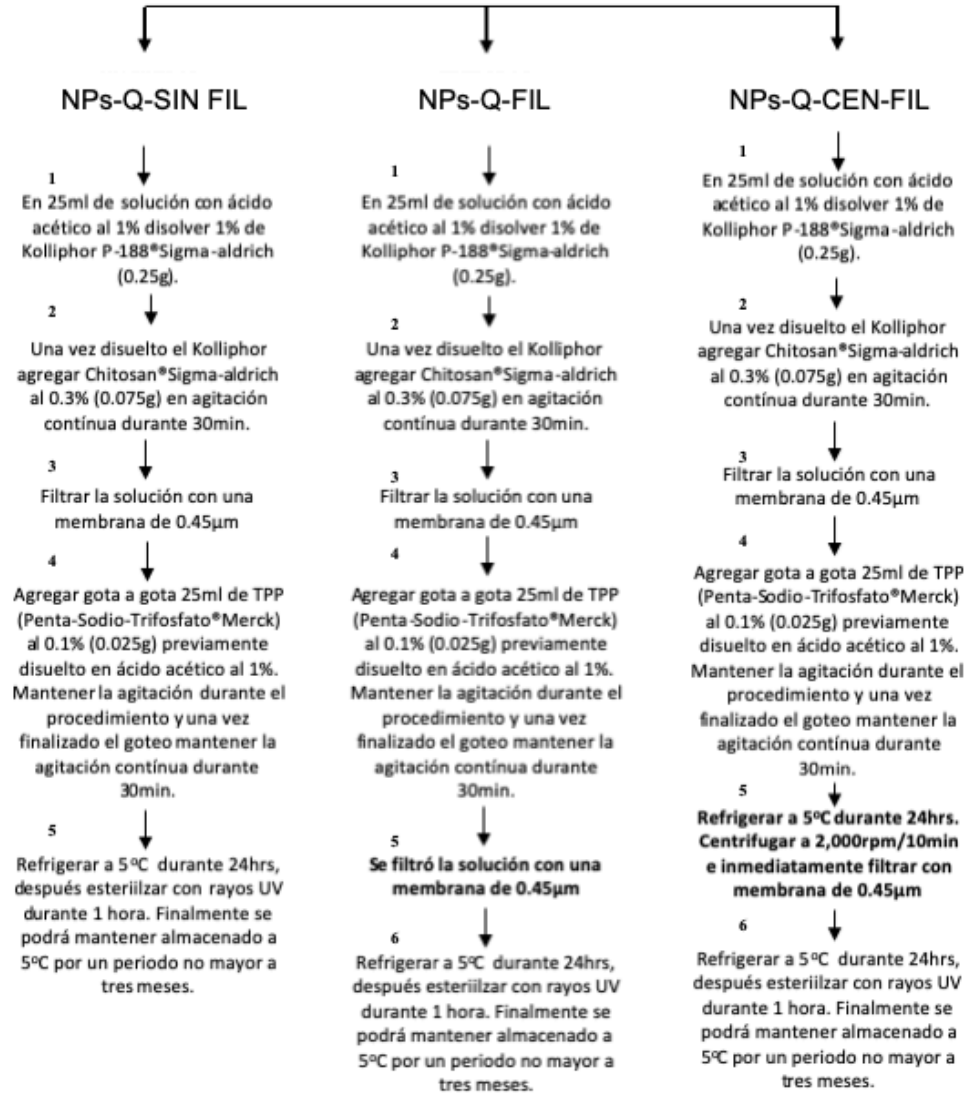 NPs-Q-SIN FIL
1
En 25ml de solución con ácido
acético al 1% disolver 1% de
Kolliphor P-188®Sigma-aldrich
(0.25g).
2
Una vez disuelto el Kolliphor
agregar Chitosan®Sigma-aldrich
al 0.3% (0.075g) en agitación
contínua durante 30min.
3
Filtrar la solución con una
membrana de 0.45µm
4
Agregar gota a gota 25ml de TPP
(Penta-Sodio-Trifosfato®Merck)
al 0.1% (0.025g) previamente
disuelto en ácido acético al 1%.
Mantener la agitación durante el
procedimiento y una vez
finalizado el goteo mantener la
agitación contínua durante
30min.
5
Refrigerar a 5ºC durante 24hrs,
después esteriilzar con rayos UV
durante 1 hora. Finalmente se
podrá mantener almacenado a
5ºC por un periodo no mayor a
tres meses.
NPs-Q-FIL
1
En 25ml de solución con ácido
acético al 1% disolver 1% de
Kolliphor P-188®Sigma-aldrich
(0.25g).
2
Una vez disuelto el Kolliphor
agregar Chitosan®Sigma-aldrich
al 0.3% (0.075g) en agitación
contínua durante 30min.
3
Filtrar la solución con una
membrana de 0.45µm
4
Agregar gota a gota 25ml de TPP
(Penta-Sodio-Trifosfato®Merck)
al 0.1% (0.025g) previamente
disuelto en ácido acético al 1%.
Mantener la agitación durante el
procedimiento y una vez
finalizado el goteo mantener la
agitación contínua durante
30min.
5
Se filtró la solución con una
membrana de 0.45µm
6
Refrigerar a 5ºC durante 24hrs,
después esteriilzar con rayos UV
durante 1 hora. Finalmente se
podrá mantener almacenado a
5ºC por un periodo no mayor a
tres meses.
NPs-Q-CEN-FIL
1
En 25ml de solución con ácido
acético al 1% disolver 1% de
Kolliphor P-188®Sigma-aldrich
(0.25g).
2
Una vez disuelto el Kolliphor
agregar Chitosan®Sigma-aldrich
al 0.3% (0.075g) en agitación
contínua durante 30min.
3
Filtrar la solución con una
membrana de 0.45µm
4
Agregar gota a gota 25ml de TPP
(Penta-Sodio-Trifosfato®Merck)
al 0.1% (0.025g) previamente
disuelto en ácido acético al 1%.
Mantener la agitación durante el
procedimiento y una vez
finalizado el goteo mantener la
agitación contínua durante
30min.
5
Refrigerar a 5ºC durante 24hrs.
Centrifugar a 2,000rpm/10min
e inmediatamente filtrar con
membrana de 0.45µm
6
Refrigerar a 5ºC durante 24hrs,
después esteriilzar con rayos UV
durante 1 hora. Finalmente se
podrá mantener almacenado a
5ºC por un periodo no mayor a
tres meses.